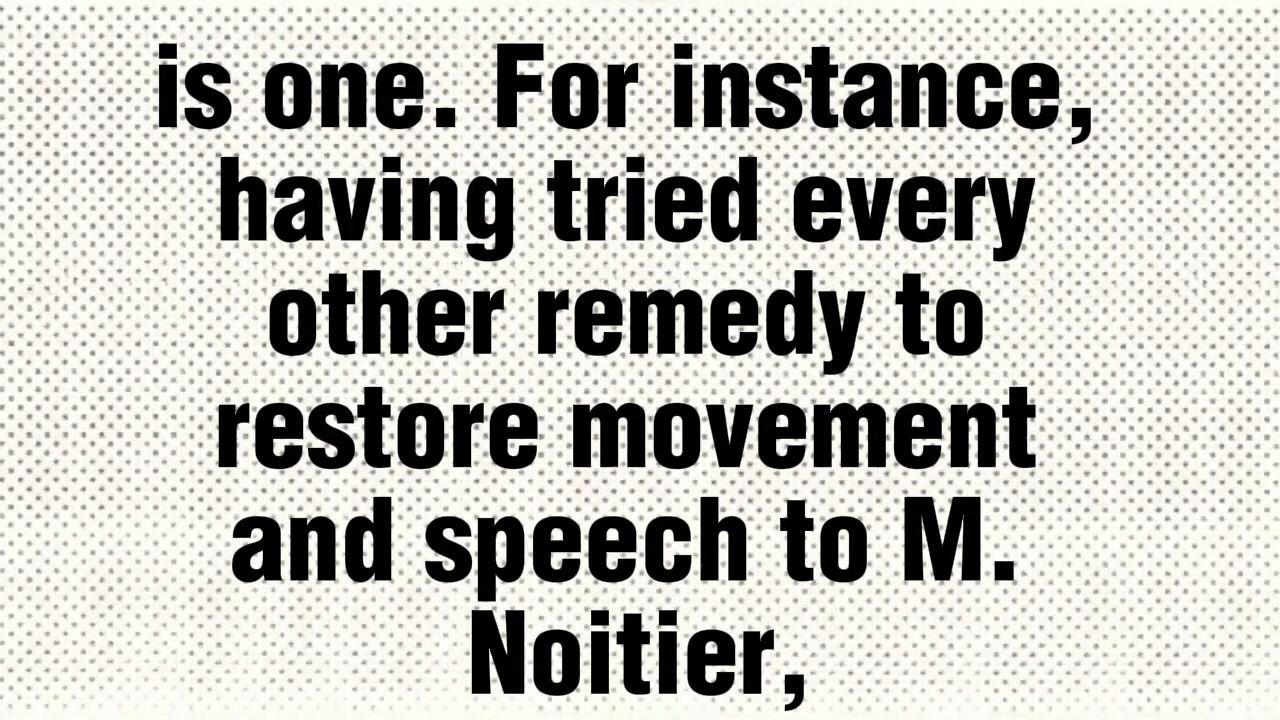 is one. For instance,
having tried every
other remedy to
restore movement
and speech to M.
Noitier,